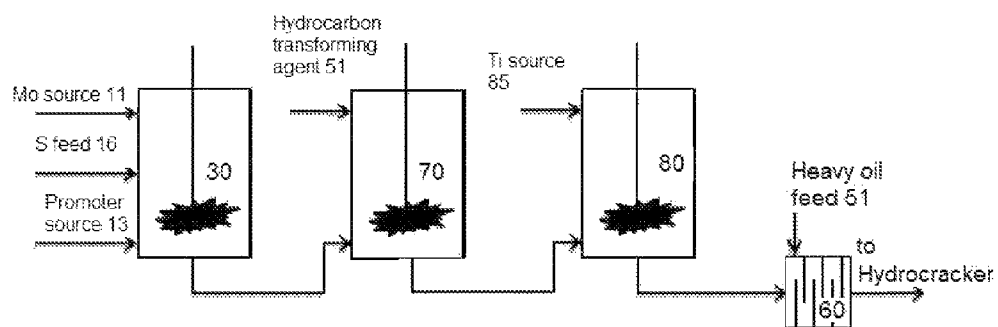 Hydrocarbon
transforming
agent 51
Ti source
85
Mo source 11
S feed 16
Promoter
source 13
30
70
80
Heavy oil
feed 51
to
Hydrocracker
60